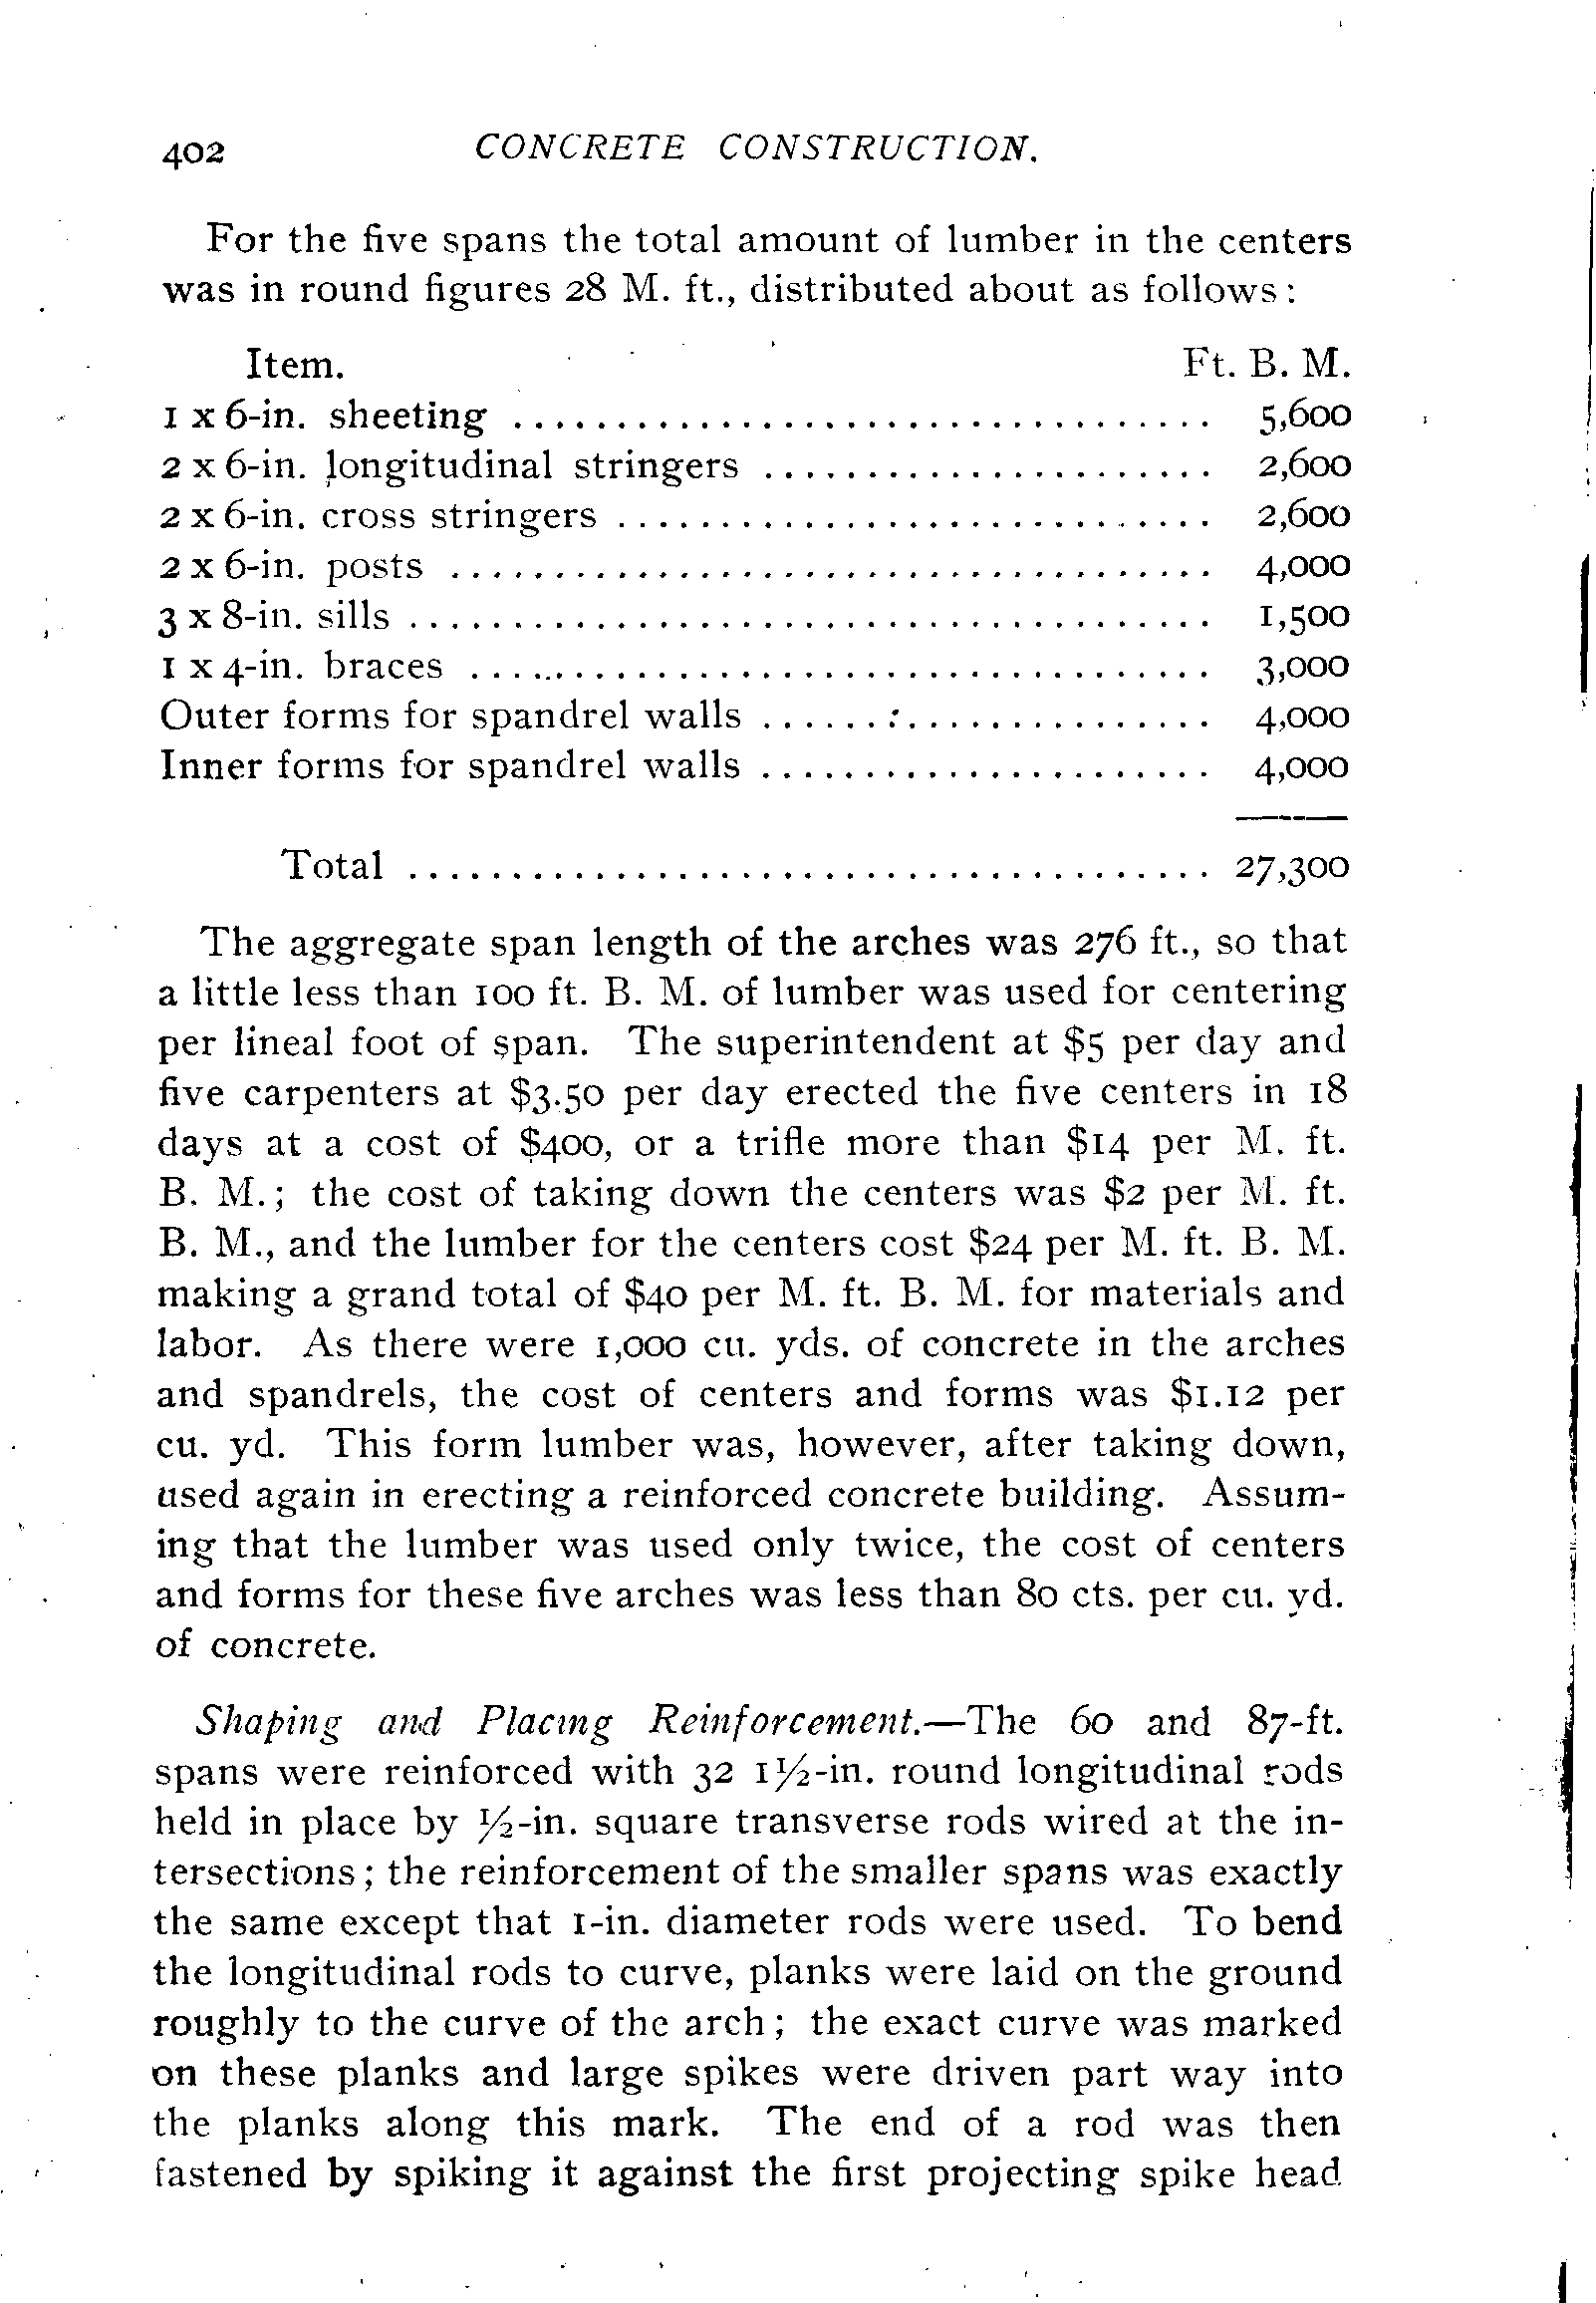 402 CONCRETE CONSTRUCTION.
For the five spans the total amount of lumber in the centers
was in round figures 28 M. ft., distributed about as follows:
Item. Ft. B. M.
1 x 6-in. sheeting .................................. 5,600
2 x 6-in. longitudinal stringers ...................... 2,600
2 x 6-in. cross stringers ............................. 2,600
2 x 6-in. posts ..................................... 4,000
3 x 8-in. sills ....................................... 1,500
1 x 4-in. braces .................................... 3,000
Outer forms for spandrel walls ...................... 4,000
Inner forms for spandrel walls ...................... 4,000
Total ....................................... 27,300
The aggregate span length of the arches was 276 ft., so that
a little less than 100 ft. B. M. of lumber was used for centering
per lineal foot of span. The superintendent at $5 per day and
five carpenters at $3.50 per day erected the five centers in 18
days at a cost of $400, or a trifle more than $14 per M. ft.
B. M.; the cost of taking down the centers was $2 per M. ft.
B. M., and the lumber for the centers cost $24 per M. ft. B. M.
making a grand total of $40 per M. ft. B. M. for materials and
labor. As there were 1,000 cu. yds. of concrete in the arches
and spandrels, the cost of centers and forms was $1.12 per
cu. yd. This form lumber was, however, after taking down,
used again in erecting a reinforced concrete building. Assum-
ing that the lumber was used only twice, the cost of centers
and forms for these five arches was less than 80 cts. per cu. yd.
of concrete.
Shaping and Placing Reinforcement.—The 60 and 87-ft.
spans were reinforced with 32 1½-in. round longitudinal rods
held in place by ½-in. square transverse rods wired at the in-
tersections; the reinforcement of the smaller spans was exactly
the same except that 1-in. diameter rods were used. To bend
the longitudinal rods to curve, planks were laid on the ground
roughly to the curve of the arch; the exact curve was marked
on these planks and large spikes were driven part way into
the planks along this mark. The end of a rod was then
fastened by spiking it against the first projecting spike head